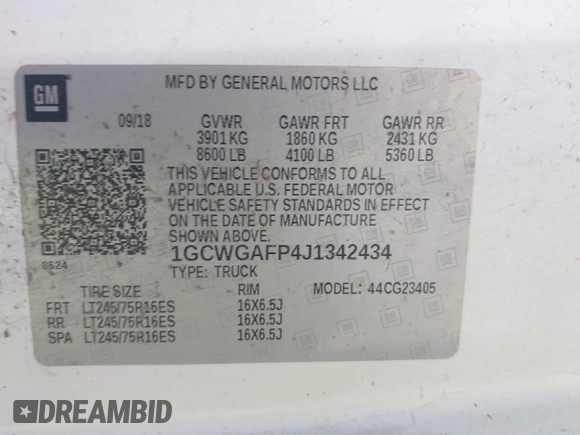 GM
MFD BY GENERAL MOTORS LLC
09/18 GVWR GAWR FRT GAWR RR
3901 KG 1860 KG 2431 KG
8600 LB 4100 LB 5360 LB
THIS VEHICLE CONFORMS TO ALL
APPLICABLE U.S. FEDERAL MOTOR
VEHICLE SAFETY STANDARDS IN EFFECT
ON THE DATE OF MANUFACTURE
8624 1GCWGAFP4J1342434
TYPE: TRUCK
TIRE SIZE RIM MODEL: 44CG23405
FRT LT245/75R16ES 16X6.5J
RR LT245/75R16ES 16X6.5J
SPA LT245/75R16ES 16X6.5J
DREAMBID